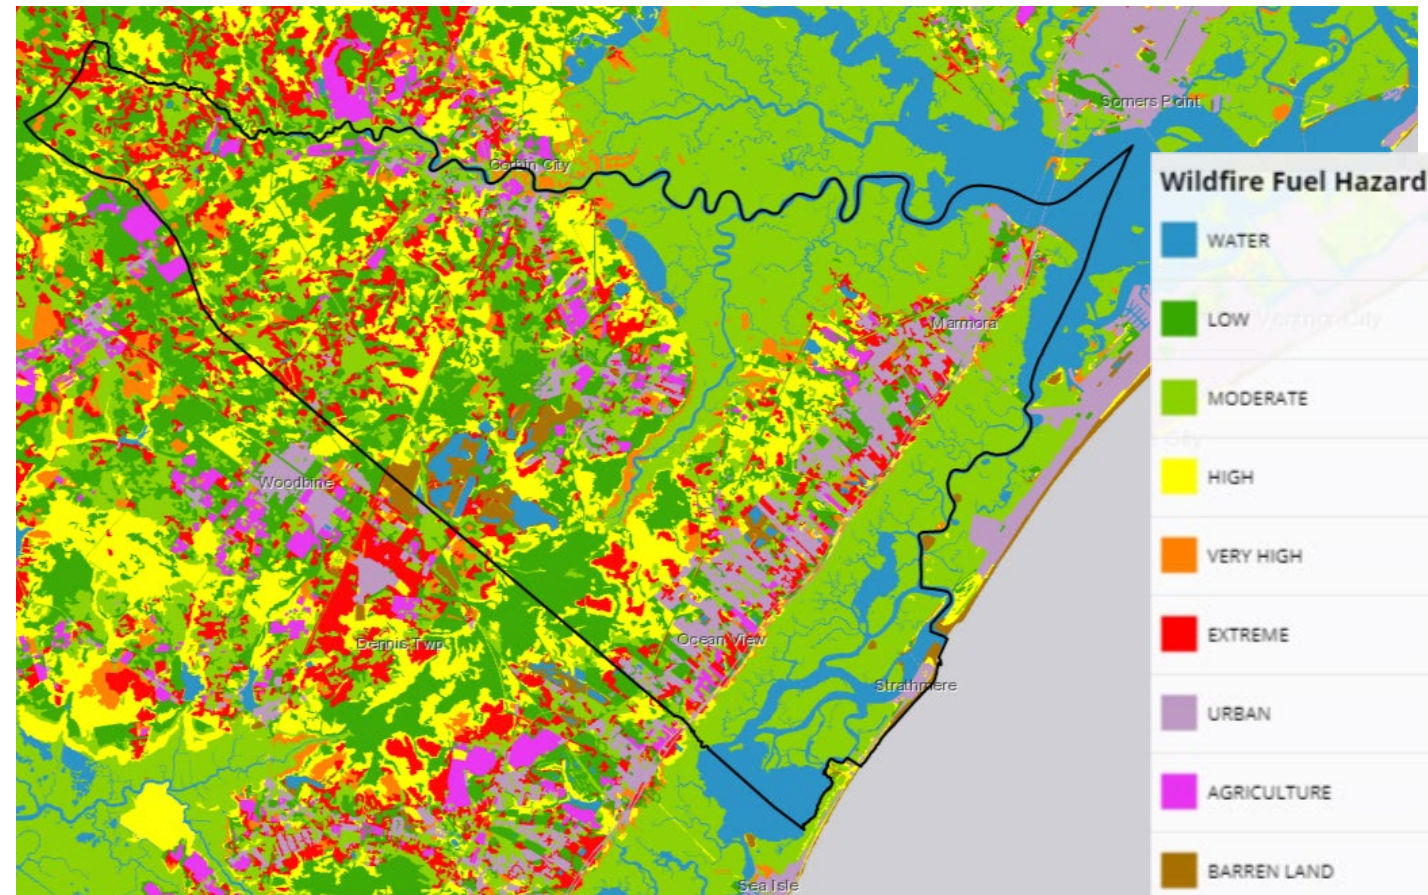 Somers Point
Corbin City
Wildfire Fuel Hazard
WATER
LOW
Marmora
MODERATE
HIGH
Woodbine
VERY HIGH
EXTREME
Dennis Twp
Ocean View
Strathmere
URBAN
AGRICULTURE
BARREN LAND
Sea Isle